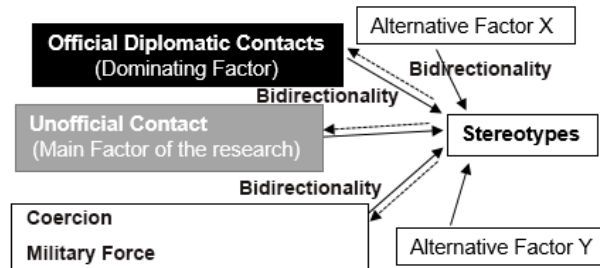 Official Diplomatic Contacts
(Dominating Factor)
Alternative Factor X
Bidirectionality
Bidirectionality
Unofficial Contact
(Main Factor of the research)
Stereotypes
Bidirectionality
Coercion
Military Force
Alternative Factor Y